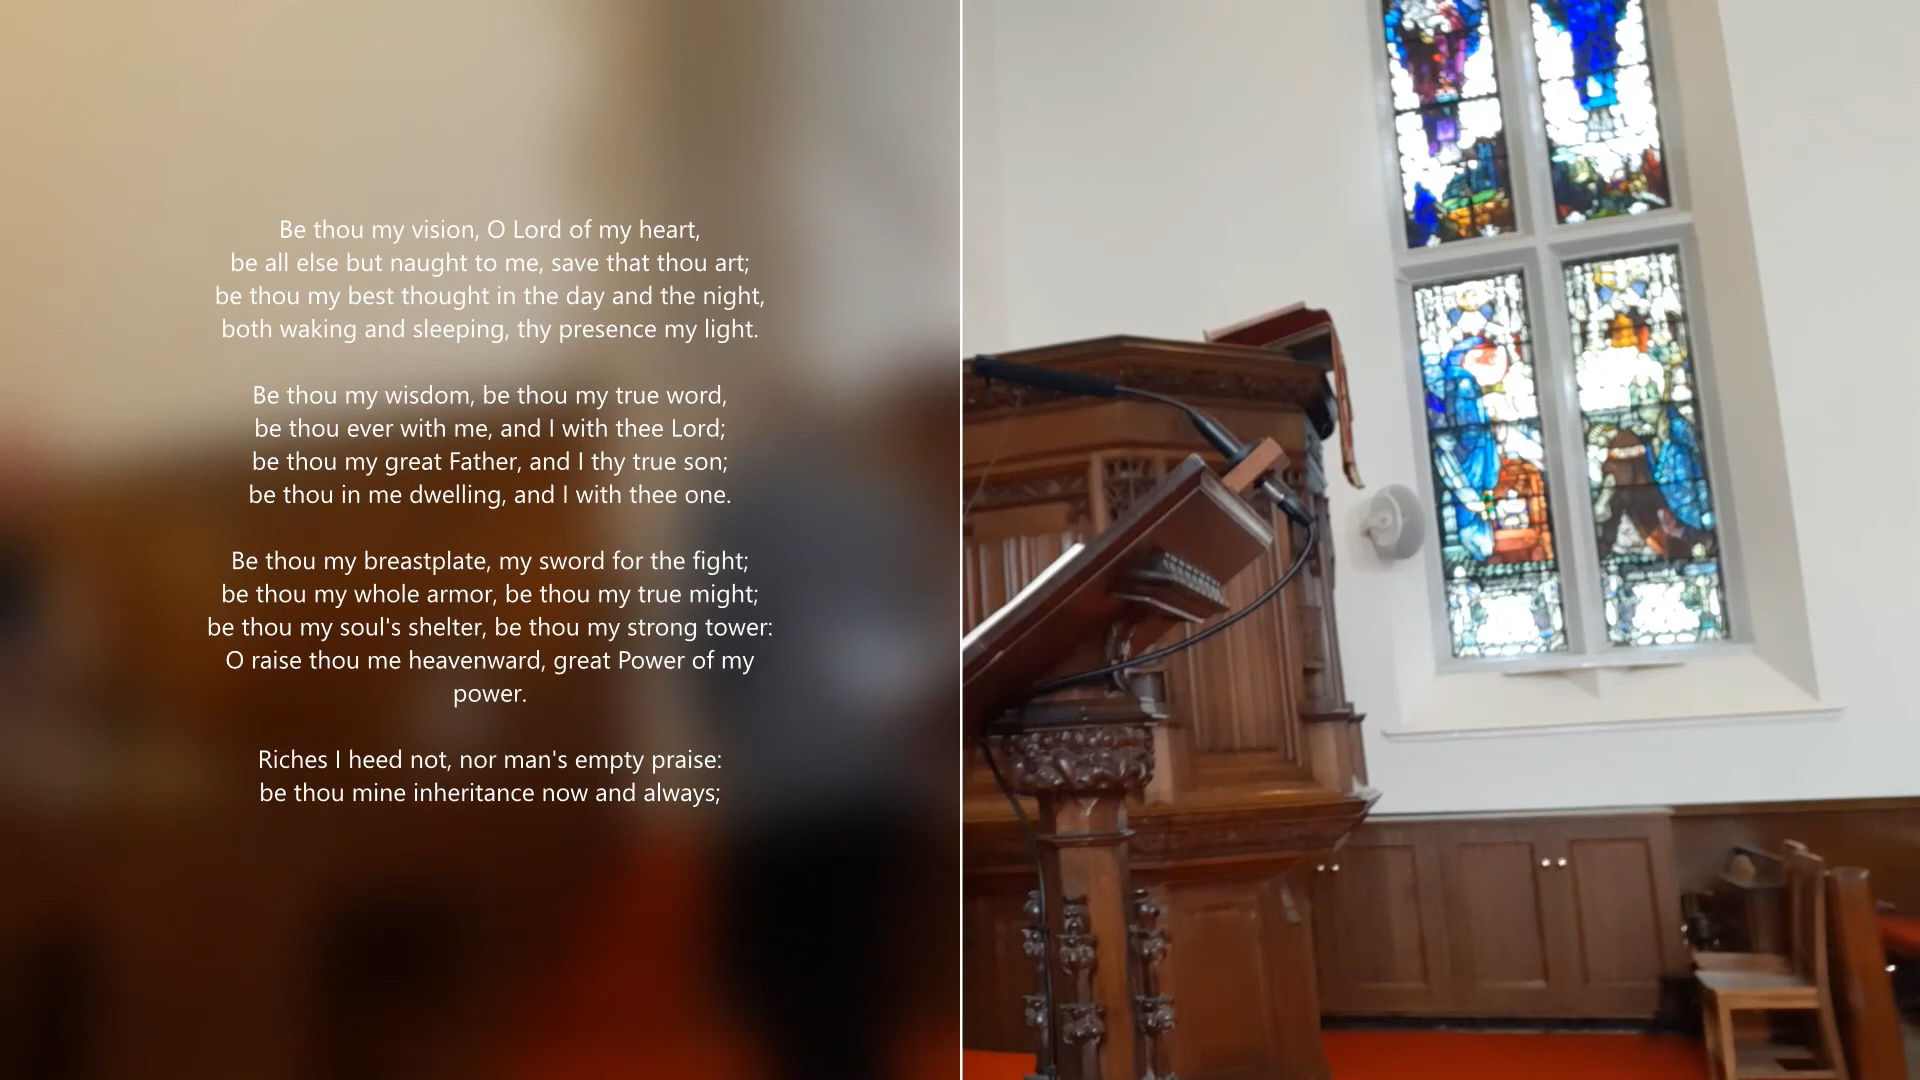 Be thou my vision, O Lord of my heart,
be all else but naught to me, save that thou art;
be thou my best thought in the day and the night,
both waking and sleeping, thy presence my light.
Be thou my wisdom, be thou my true word,
be thou ever with me, and I with thee Lord;
be thou my great Father, and I thy true son;
be thou in me dwelling, and I with thee one.
Be thou my breastplate, my sword for the fight;
be thou my whole armor, be thou my true might;
be thou my soul's shelter, be thou my strong tower:
O raise thou me heavenward, great Power of my
power.
Riches I heed not, nor man's empty praise:
be thou mine inheritance now and always;